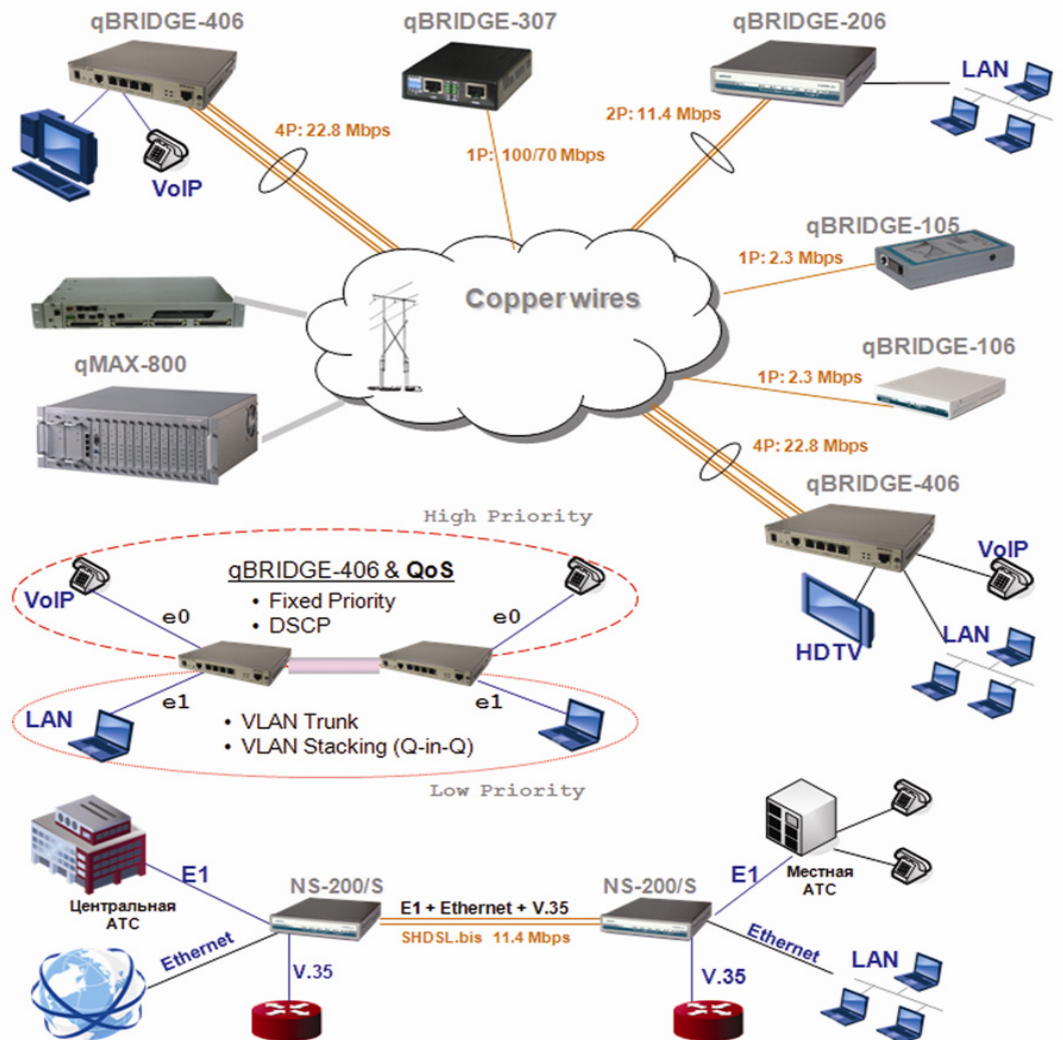 qBRIDGE-406
qBRIDGE-307
qBRIDGE-206
LAN
4P: 22.8 Mbps
2P: 11.4 Mbps
1P: 100/70 Mbps
VoIP
qBRIDGE-105
1P: 2.3 Mbps
Copper wires
qMAX-800
qBRIDGE-106
1P: 2.3 Mbps
4P: 22.8 Mbps
qBRIDGE-406
VoIP
HDTV
LAN
High Priority
qBRIDGE-406 & QoS
• Fixed Priority
• DSCP
VoIP
e0
e0
e1
e1
LAN
• VLAN Trunk
• VLAN Stacking (Q-in-Q)
Low Priority
E1
Центральная
АТС
NS-200/S
E1 + Ethernet + V.35
SHDSL.bis 11.4 Mbps
NS-200/S
E1
Местная
АТС
Ethernet
V.35
V.35
Ethernet
LAN